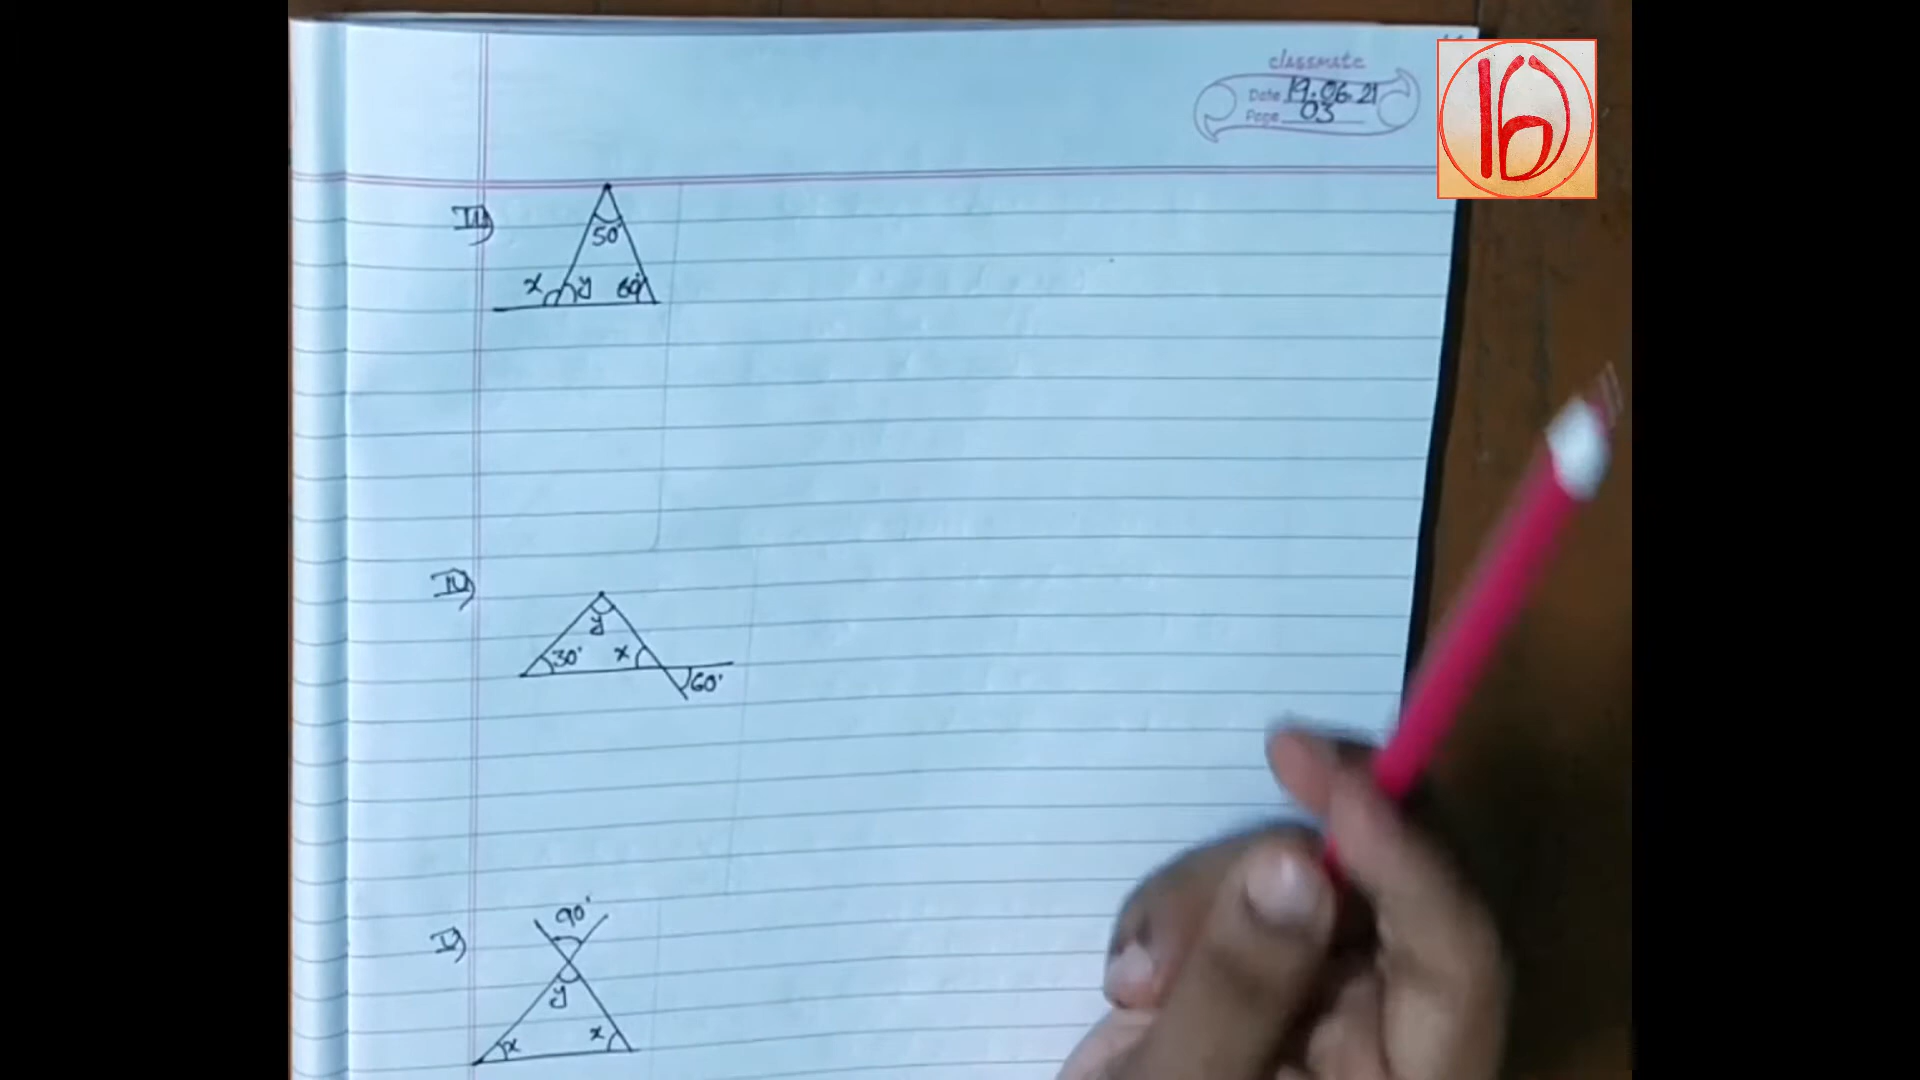 classmate
Date 19.06.21
Page 03
III)
50°
x
y
60°
IV)
y
30°
x
60°
V)
90°
y
x
x